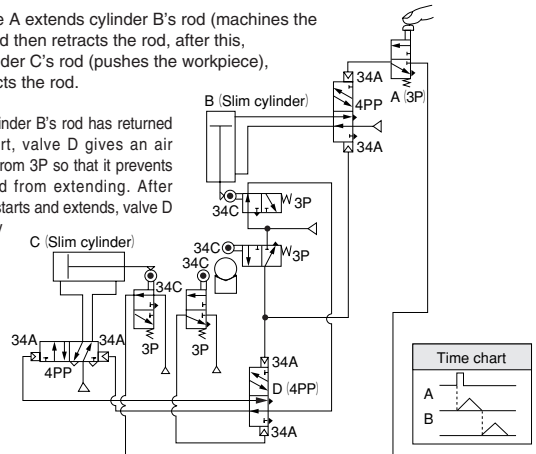 e A extends cylinder B's rod (machines the
d then retracts the rod, after this,
der C's rod (pushes the workpiece),
cts the rod.
inder B's rod has returned
rt, valve D gives an air
rom 3P so that it prevents
d from extending. After
starts and extends, valve D
y
34A
A (3P)
B (Slim cylinder)
4PP
34A
34C
3P
34C
3P
C (Slim cylinder)
34C
34C
34A
34A
4PP
3P
3P
34A
D (4PP)
34A
Time chart
A
B